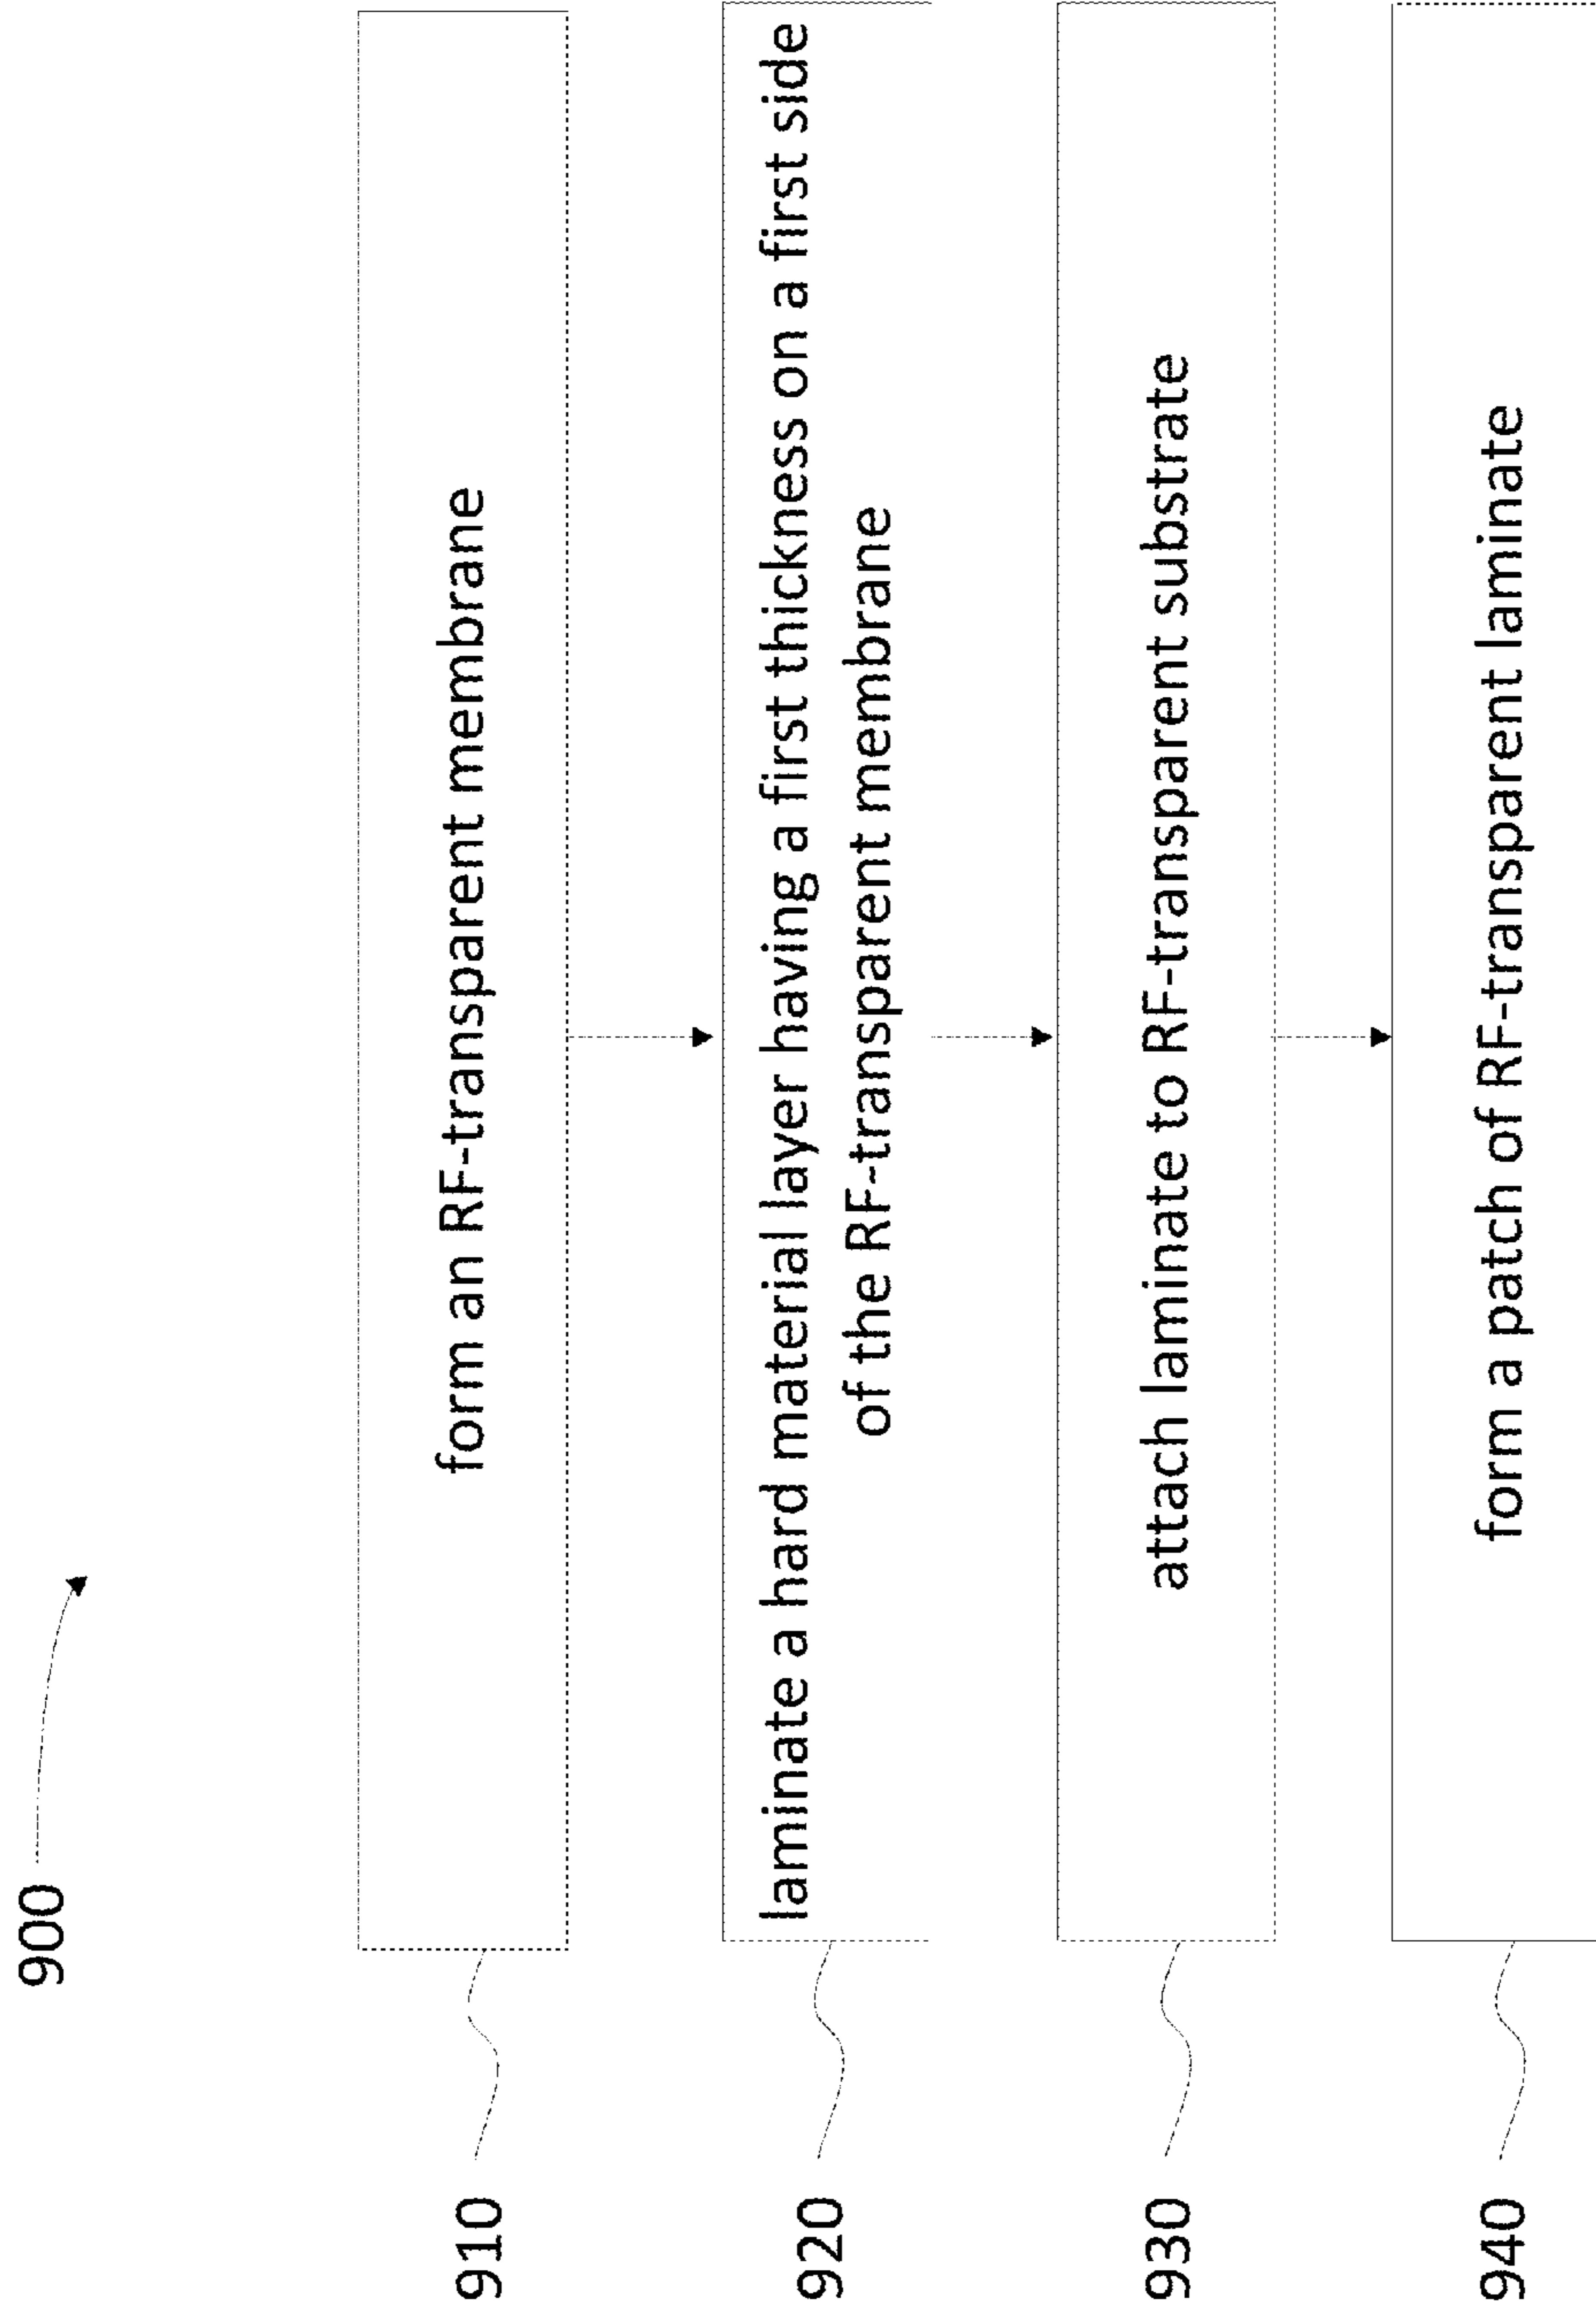 900
910
form an RF-transparent membrane
920
laminate a hard material layer having a first thickness on a first side
of the RF-transparent membrane
930
attach laminate to RF-transparent substrate
940
form a patch of RF-transparent laminate